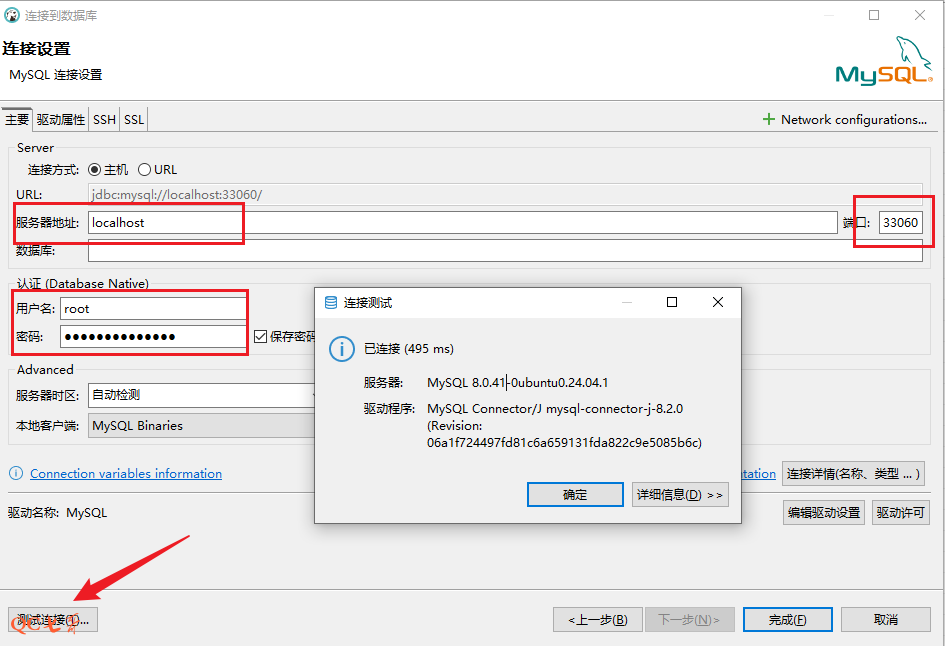 连接到数据库
连接设置
MySQL 连接设置
MySQL
主要 驱动属性 SSH SSL
+ Network configurations...
Server
连接方式: 主机 URL
URL: jdbc:mysql://localhost:33060/
服务器地址: localhost 端口: 33060
数据库:
认证 (Database Native)
用户名: root
密码: ●●●●●●●●●●●●●● 保存密码
Advanced
服务器时区: 自动检测
本地客户端: MySQL Binaries
Connection variables information
连接详情(名称、类型 ... )
驱动名称: MySQL
编辑驱动设置 驱动许可
连接测试
已连接 (495 ms)
服务器: MySQL 8.0.41-0ubuntu0.24.04.1
驱动程序: MySQL Connector/J mysql-connector-j-8.2.0
(Revision:
06a1f724497fd81c6a659131fda822c9e5085b6c)
确定 详细信息(D) >>
测试连接(T)...
<上一步(B) 下一步(N)> 完成(F) 取消